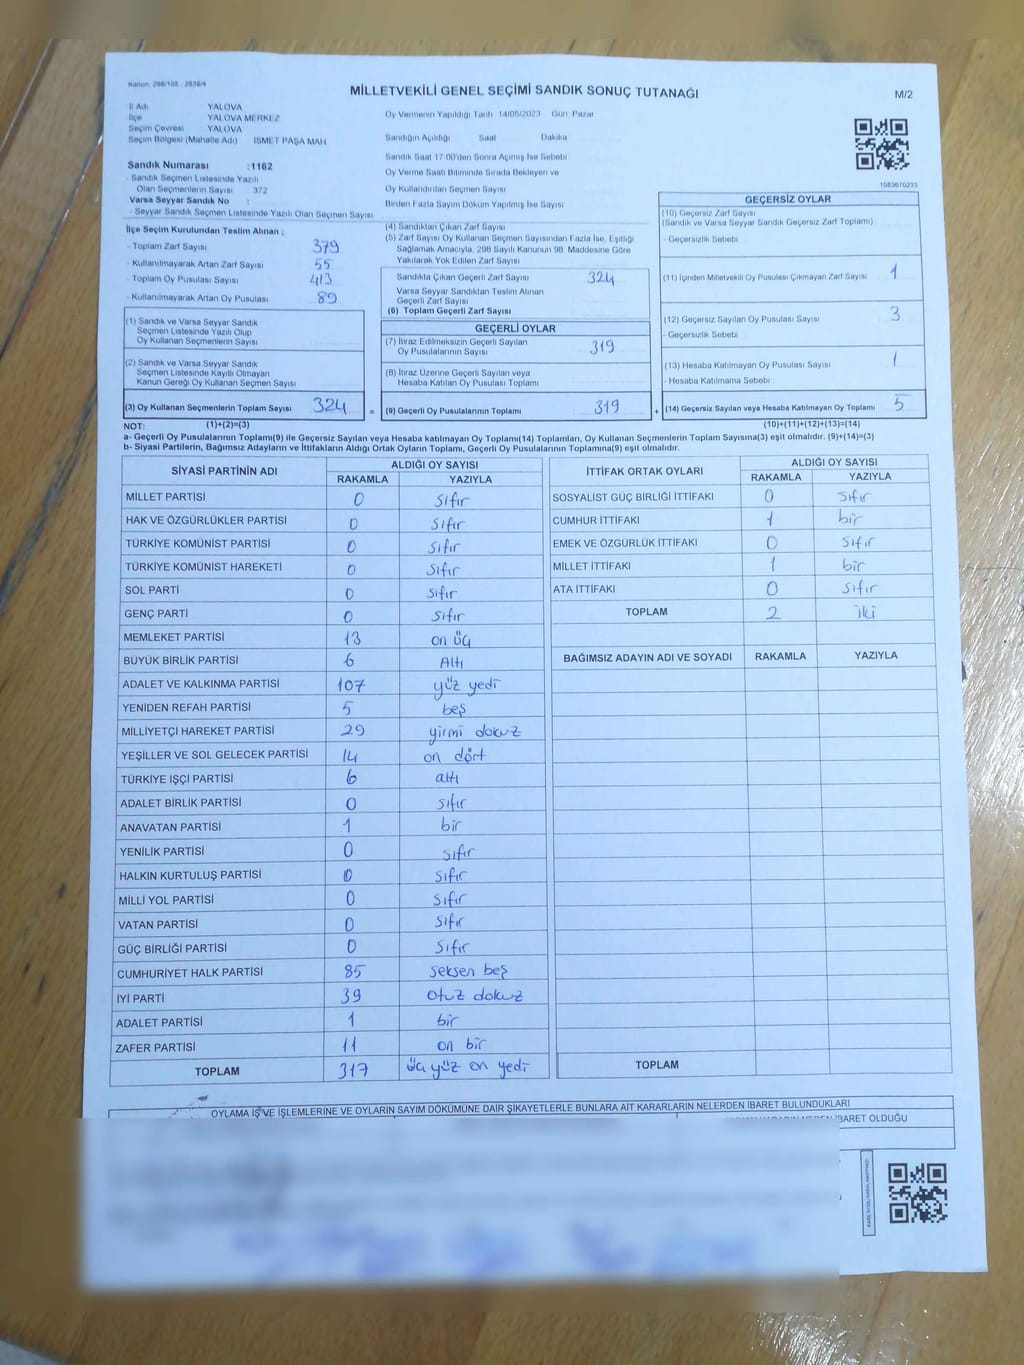 Kanun: 298/105 , 2839/4
MİLLETVEKİLİ GENEL SEÇİMİ SANDIK SONUÇ TUTANAĞI
M/2
İl Adı YALOVA
İlçe YALOVA MERKEZ
Seçim Çevresi YALOVA
Seçim Bölgesi (Mahalle Adı) İSMET PAŞA MAH
Sandık Numarası :1162
- Sandık Seçmen Listesinde Yazılı
Olan Seçmenlerin Sayısı : 372
Varsa Seyyar Sandık No :
- Seyyar Sandık Seçmen Listesinde Yazılı Olan Seçmen Sayısı
Oy Vermenin Yapıldığı Tarih 14/05/2023 Gün Pazar
Sandığın Açıldığı Saat Dakika
Sandık Saat 17 00'den Sonra Açımış İse Sebebi
Oy Verme Saati Bitiminde Sırada Bekleyen ve
Oy Kullandırılan Seçmen Sayısı
Birden Fazla Sayım Döküm Yapılmış İse Sayısı
1083670233
İlçe Seçim Kurulundan Teslim Alınan ;
- Toplam Zarf Sayısı 379
- Kullanılmayarak Artan Zarf Sayısı 55
- Toplam Oy Pusulası Sayısı 413
- Kullanılmayarak Artan Oy Pusulası 89
(1) Sandık ve Varsa Seyyar Sandık
Seçmen Listesinde Yazılı Olup
Oy Kullanan Seçmenlerin Sayısı
(2) Sandık ve Varsa Seyyar Sandık
Seçmen Listesinde Kayıtlı Olmayan
Kanun Gereği Oy Kullanan Seçmen Sayısı
(3) Oy Kullanan Seçmenlerin Toplam Sayısı 324 =
(4) Sandıktan Çıkan Zarf Sayısı
(5) Zarf Sayısı Oy Kullanan Seçmen Sayısından Fazla İse, Eşitliği
Sağlamak Amacıyla, 298 Sayılı Kanunun 98. Maddesine Göre
Yakılarak Yok Edilen Zarf Sayısı
Sandıkta Çıkan Geçerli Zarf Sayısı 324
Varsa Seyyar Sandıktan Teslim Alınan
Geçerli Zarf Sayısı
(6) Toplam Geçerli Zarf Sayısı
GEÇERLİ OYLAR
(7) İtiraz Edilmeksizin Geçerli Sayılan
Oy Pusulalarının Sayısı 319
(8) İtiraz Üzerine Geçerli Sayılan veya
Hesaba Katılan Oy Pusulası Toplamı
(9) Geçerli Oy Pusulalarının Toplamı 319 +
GEÇERSİZ OYLAR
(10) Geçersiz Zarf Sayısı
(Sandık ve Varsa Seyyar Sandık Geçersiz Zarf Toplamı)
- Geçersizlik Sebebi
(11) İçinden Milletvekili Oy Pusulası Çıkmayan Zarf Sayısı 1
(12) Geçersiz Sayılan Oy Pusulası Sayısı 3
- Geçersizlik Sebebi
(13) Hesaba Katılmayan Oy Pusulası Sayısı 1
- Hesaba Katılmama Sebebi
(14) Geçersiz Sayılan veya Hesaba Katılmayan Oy Toplamı 5
NOT: (1)+(2)=(3) (10)+(11)+(12)+(13)=(14)
a- Geçerli Oy Pusulalarının Toplamı(9) ile Geçersiz Sayılan veya Hesaba katılmayan Oy Toplamı(14) Toplamları, Oy Kullanan Seçmenlerin Toplam Sayısına(3) eşit olmalıdır. (9)+(14)=(3)
b- Siyasi Partilerin, Bağımsız Adayların ve İttifakların Aldığı Ortak Oyların Toplamı, Geçerli Oy Pusulalarının Toplamına(9) eşit olmalıdır.
SİYASİ PARTİNİN ADI ALDIĞI OY SAYISI
RAKAMLA YAZIYLA
MİLLET PARTİSİ 0 sıfır
HAK VE ÖZGÜRLÜKLER PARTİSİ 0 sıfır
TÜRKİYE KOMÜNİST PARTİSİ 0 sıfır
TÜRKİYE KOMÜNİST HAREKETİ 0 sıfır
SOL PARTİ 0 sıfır
GENÇ PARTİ 0 sıfır
MEMLEKET PARTİSİ 13 on üç
BÜYÜK BİRLİK PARTİSİ 6 Altı
ADALET VE KALKINMA PARTİSİ 107 yüz yedi
YENİDEN REFAH PARTİSİ 5 beş
MİLLİYETÇİ HAREKET PARTİSİ 29 yirmi dokuz
YEŞİLLER VE SOL GELECEK PARTİSİ 14 on dört
TÜRKİYE İŞÇİ PARTİSİ 6 altı
ADALET BİRLİK PARTİSİ 0 sıfır
ANAVATAN PARTİSİ 1 bir
YENİLİK PARTİSİ 0 sıfır
HALKIN KURTULUŞ PARTİSİ 0 sıfır
MİLLİ YOL PARTİSİ 0 sıfır
VATAN PARTİSİ 0 sıfır
GÜÇ BİRLİĞİ PARTİSİ 0 sıfır
CUMHURİYET HALK PARTİSİ 85 seksen beş
İYİ PARTİ 39 otuz dokuz
ADALET PARTİSİ 1 bir
ZAFER PARTİSİ 11 on bir
TOPLAM 317 üç yüz on yedi
İTTİFAK ORTAK OYLARI ALDIĞI OY SAYISI
RAKAMLA YAZIYLA
SOSYALİST GÜÇ BİRLİĞİ İTTİFAKI 0 sıfır
CUMHUR İTTİFAKI 1 bir
EMEK VE ÖZGÜRLÜK İTTİFAKI 0 sıfır
MİLLET İTTİFAKI 1 bir
ATA İTTİFAKI 0 sıfır
TOPLAM 2 iki
BAĞIMSIZ ADAYIN ADI VE SOYADI RAKAMLA YAZIYLA
TOPLAM
OYLAMA İŞ VE İŞLEMLERİNE VE OYLARIN SAYIM DÖKÜMÜNE DAİR ŞİKAYETLERLE BUNLARA AİT KARARLARIN NELERDEN İBARET BULUNDUKLARI
İBARET OLDUĞU